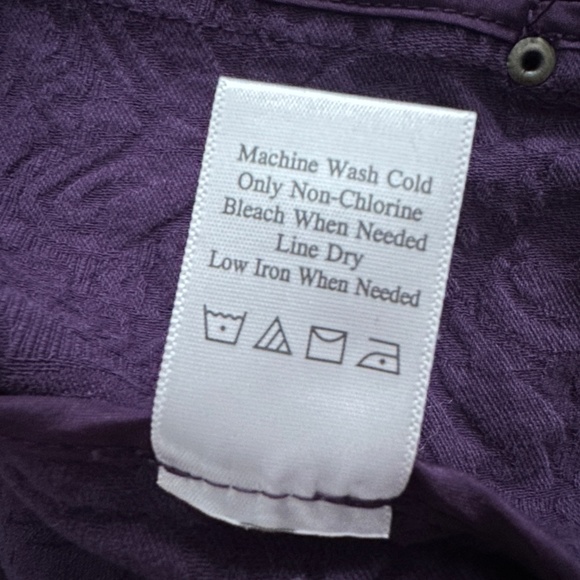 Machine Wash Cold
Only Non-Chlorine
Bleach When Needed
Line Dry
Low Iron When Needed